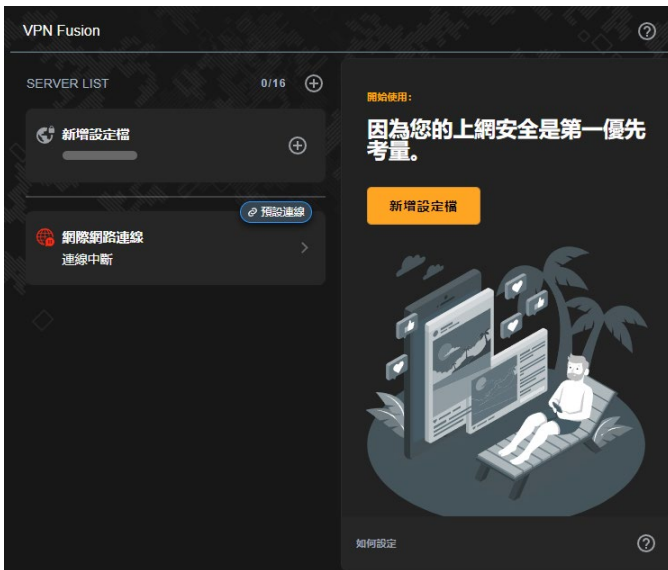 VPN Fusion
SERVER LIST 0/16
新增設定檔
預設連線
網際網路連線
連線中斷
開始使用:
因為您的上網安全是第一優先
考量。
新增設定檔
如何設定